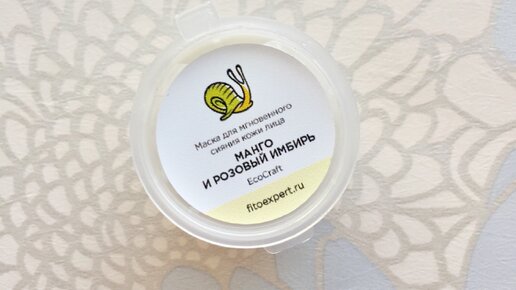 Маска для мгновенного
сияния кожи лица
МАНГО
И РОЗОВЫЙ ИМБИРЬ
EcoCraft
fitoexpert.ru